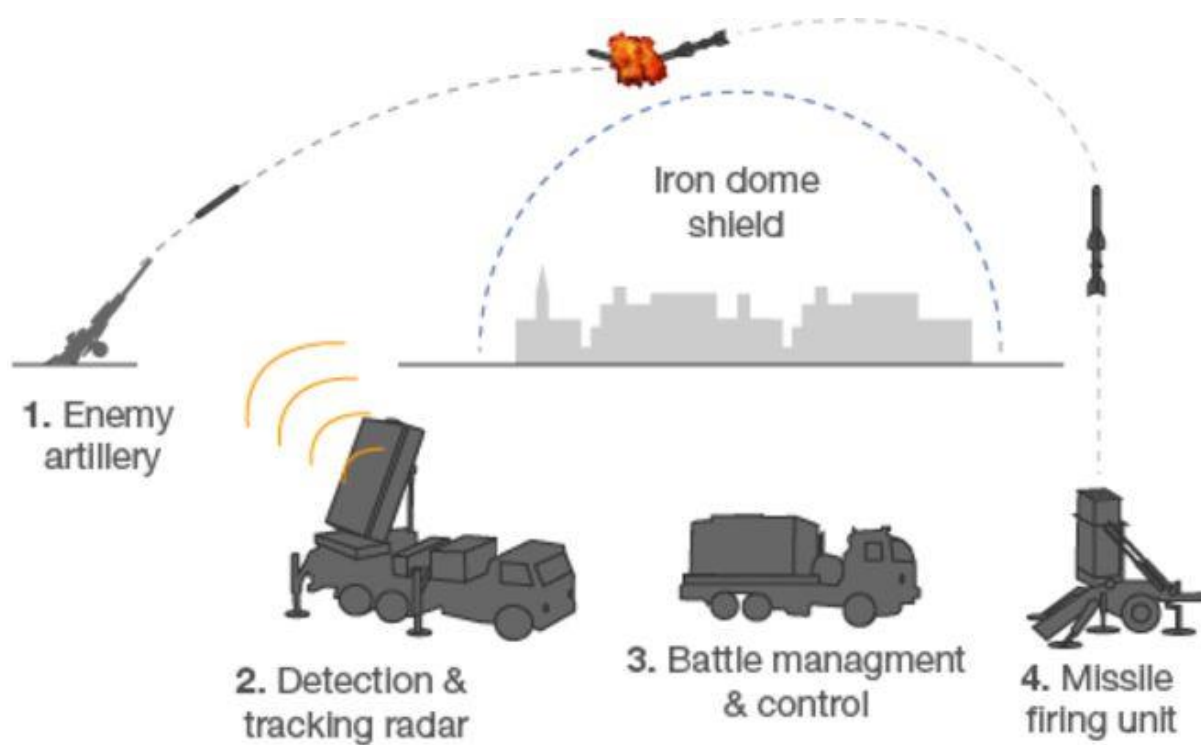 Iron dome
shield
1. Enemy
artillery
2. Detection &
tracking radar
3. Battle managment
& control
4. Missile
firing unit